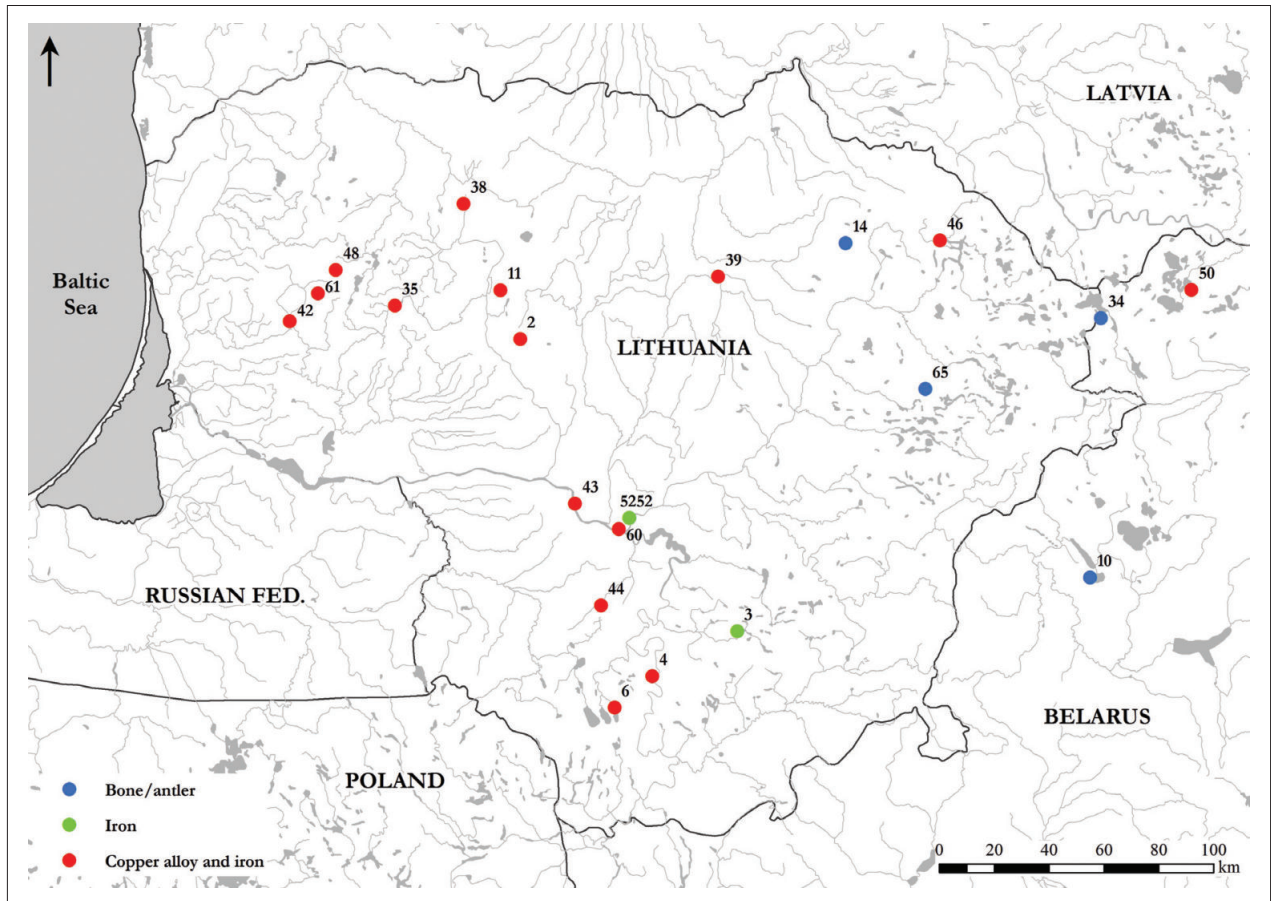 LATVIA
38
14
46
48
39
11
50
Baltic
Sea
61
35
34
42
2
LITHUANIA
65
43
5252
60
10
44
RUSSIAN FED.
3
4
6
BELARUS
POLAND
Bone/antler
Iron
Copper alloy and iron
0 20 40 60 80 100
km